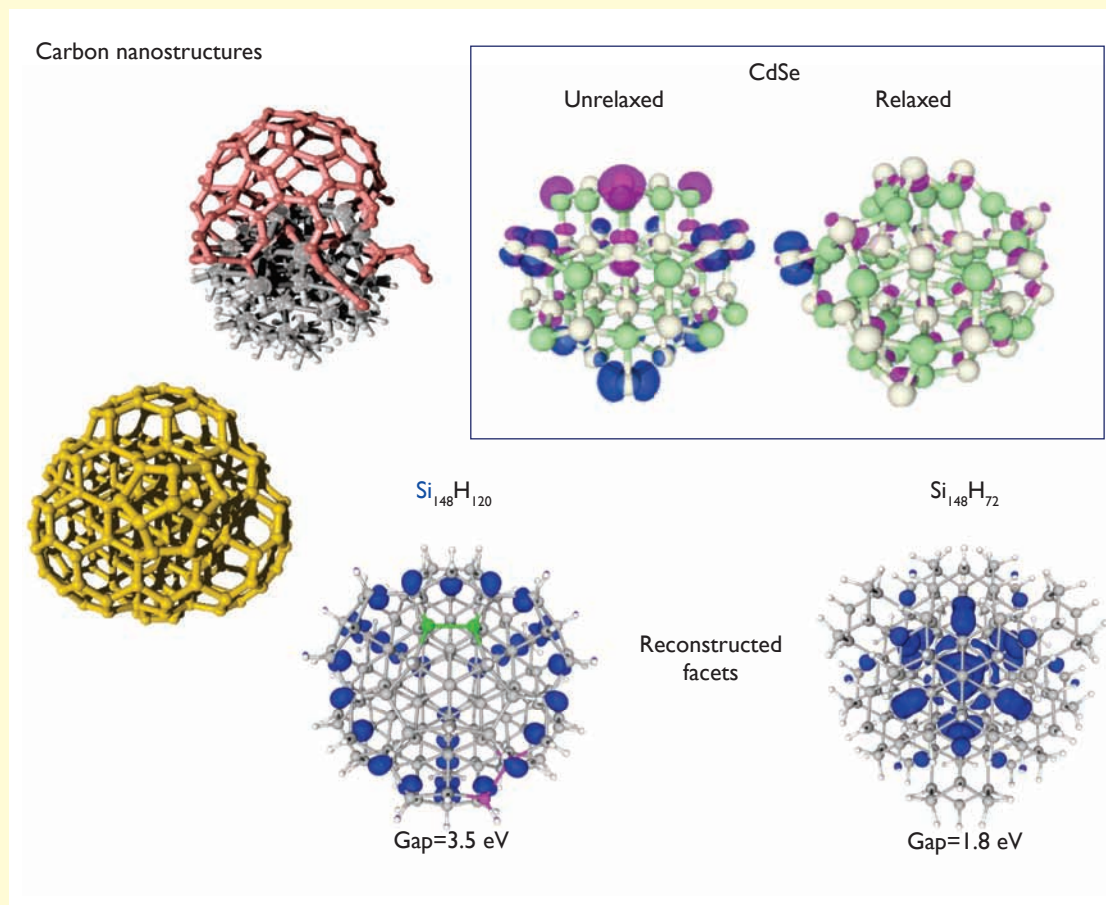 Carbon nanostructures
CdSe
Unrelaxed Relaxed
Si₁₄₈H₁₂₀ Si₁₄₈H₇₂
Reconstructed
facets
Gap=3.5 eV Gap=1.8 eV